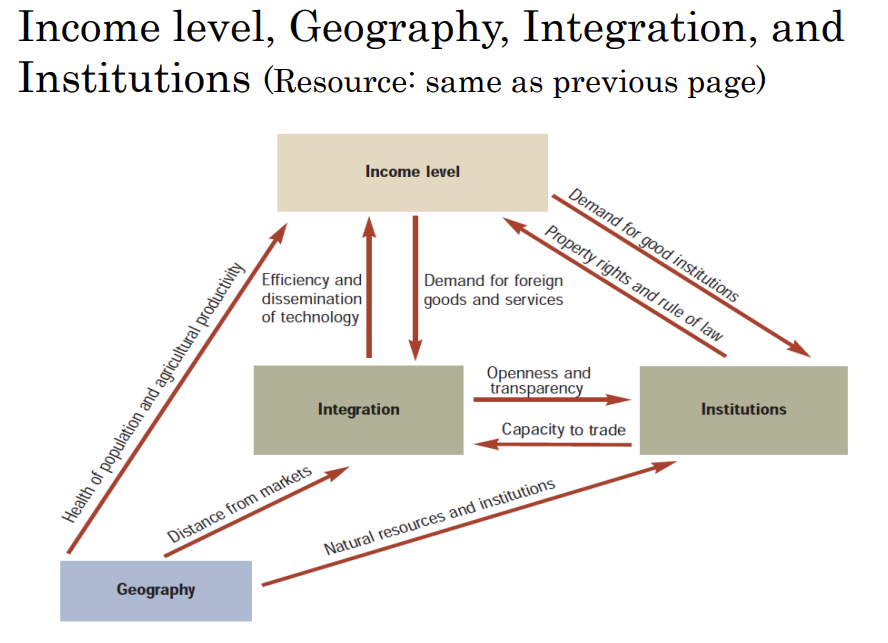 Income level, Geography, Integration, and
Institutions (Resource: same as previous page)
Income level
Demand for good institutions
Property rights and rule of law
Efficiency and
dissemination
of technology
Demand for foreign
goods and services
Health of population and agricultural productivity
Integration
Openness and
transparency
Capacity to trade
Institutions
Distance from markets
Natural resources and institutions
Geography